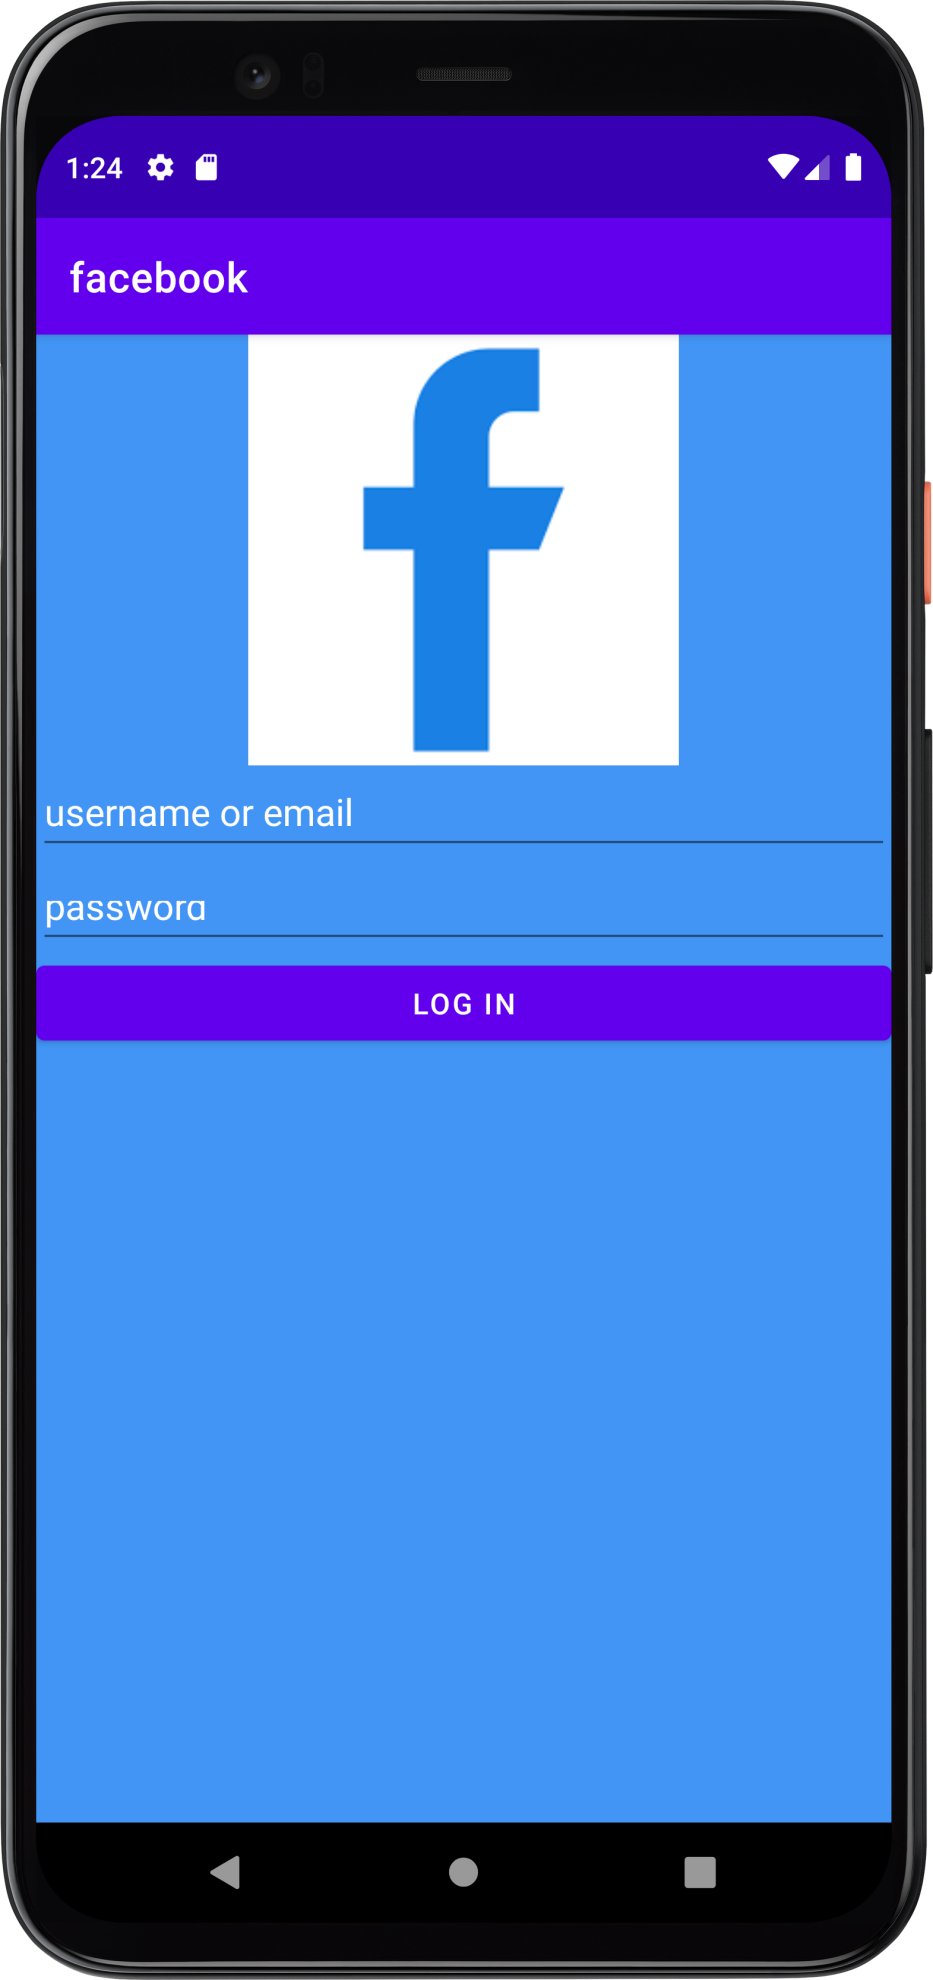 1:24
facebook
f
username or email
password
LOG IN